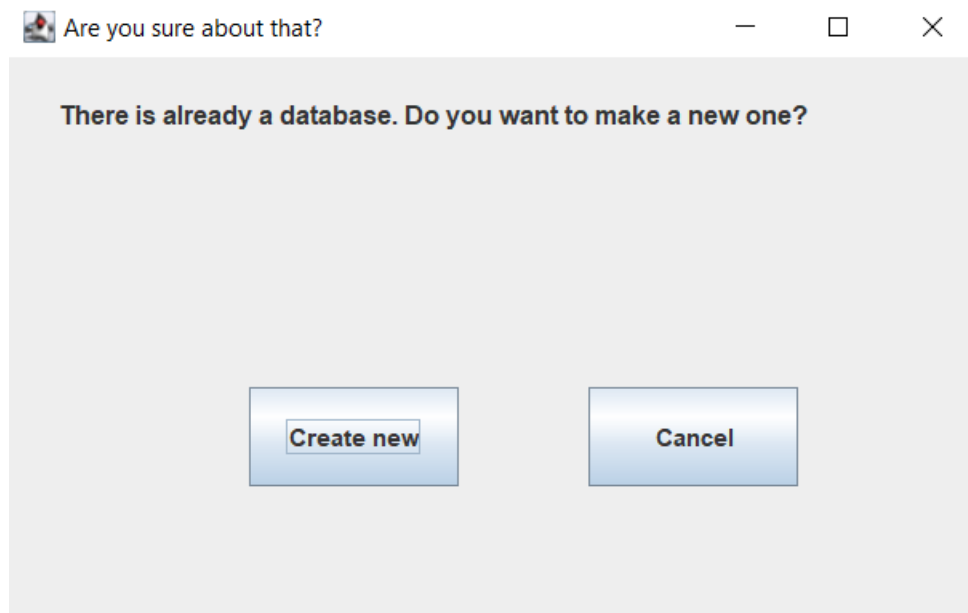 Are you sure about that?
There is already a database. Do you want to make a new one?
Create new
Cancel